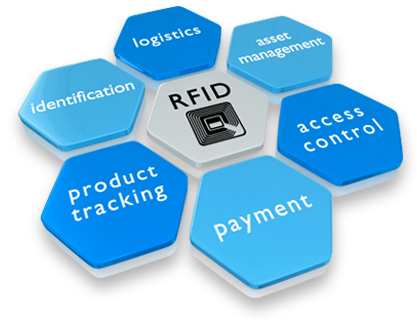 logistics
asset
management
identification
RFID
access
control
product
tracking
payment